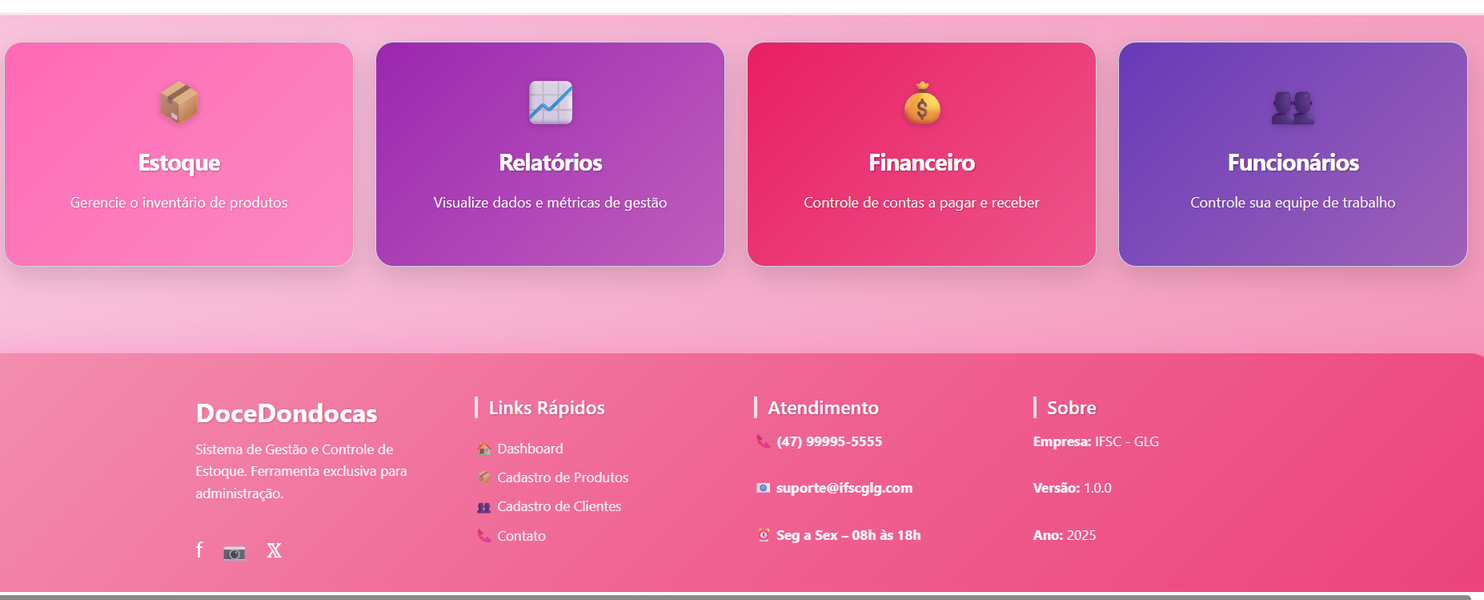 Estoque
Gerencie o inventário de produtos
Relatórios
Visualize dados e métricas de gestão
Financeiro
Controle de contas a pagar e receber
Funcionários
Controle sua equipe de trabalho
DoceDondocas
Sistema de Gestão e Controle de
Estoque. Ferramenta exclusiva para
administração.
f 📷 𝕏
Links Rápidos
🏠 Dashboard
📦 Cadastro de Produtos
👥 Cadastro de Clientes
📞 Contato
Atendimento
📞 (47) 99995-5555
📧 suporte@ifscglg.com
⏰ Seg a Sex – 08h às 18h
Sobre
Empresa: IFSC - GLG
Versão: 1.0.0
Ano: 2025